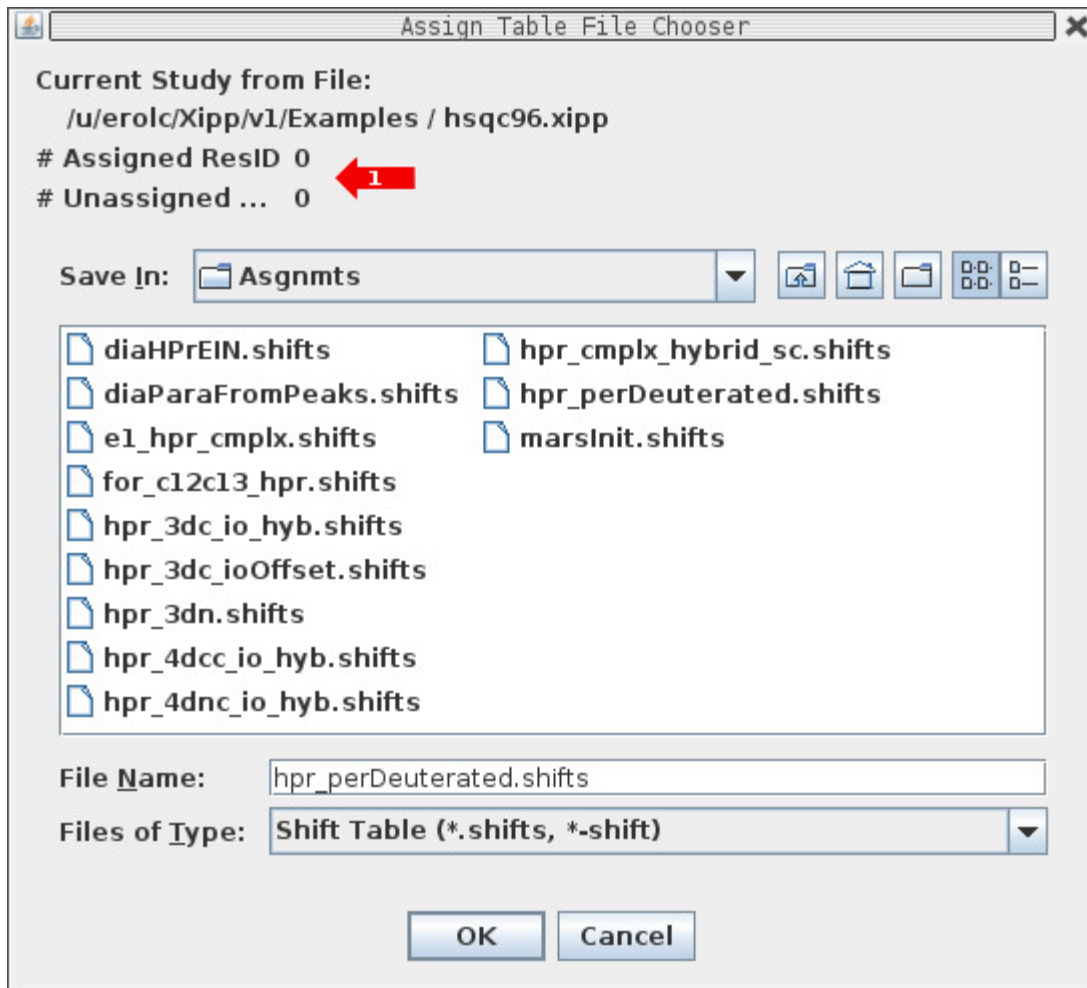 Assign Table File Chooser
Current Study from File:
/u/erolc/Xipp/v1/Examples / hsqc96.xipp
# Assigned ResID 0
1
# Unassigned ... 0
Save In: Asgnmts
diaHPrEIN.shifts
diaParaFromPeaks.shifts
e1_hpr_cmplx.shifts
for_c12c13_hpr.shifts
hpr_3dc_io_hyb.shifts
hpr_3dc_ioOffset.shifts
hpr_3dn.shifts
hpr_4dcc_io_hyb.shifts
hpr_4dnc_io_hyb.shifts
hpr_cmplx_hybrid_sc.shifts
hpr_perDeuterated.shifts
marsInit.shifts
File Name: hpr_perDeuterated.shifts
Files of Type: Shift Table (*.shifts, *-shift)
OK Cancel